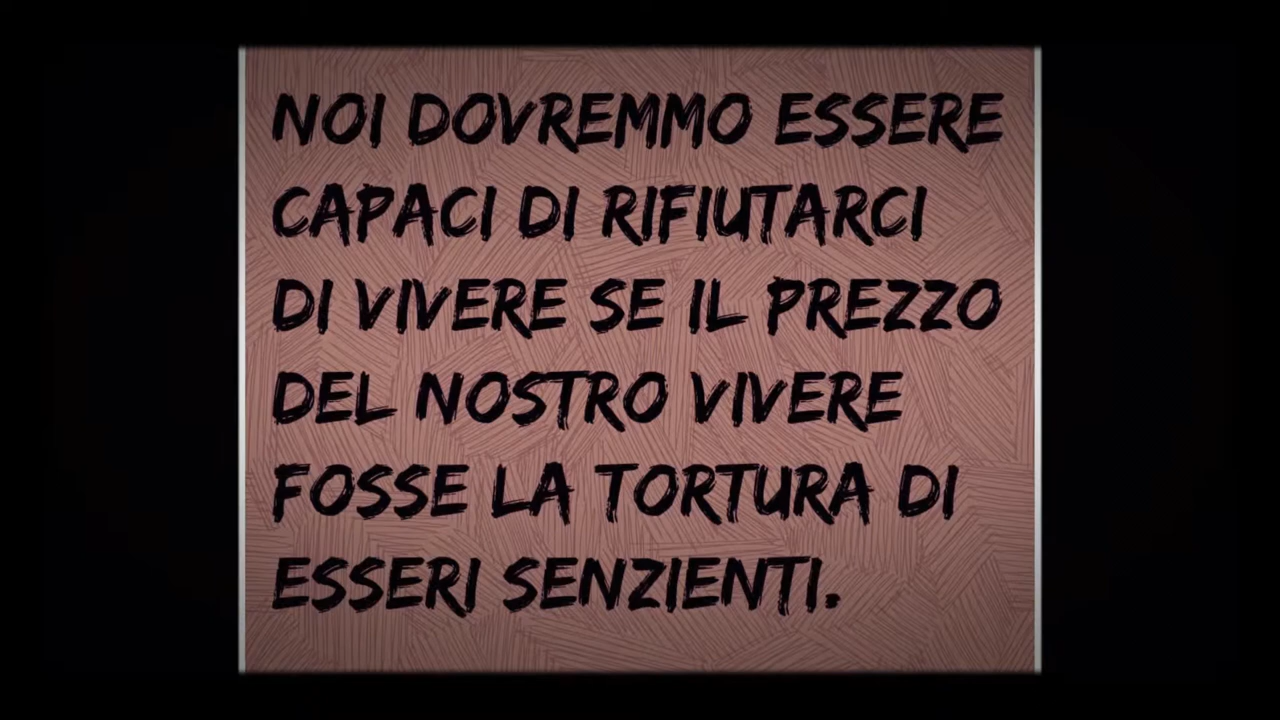 NOI DOVREMMO ESSERE
CAPACI DI RIFIUTARCI
DI VIVERE SE IL PREZZO
DEL NOSTRO VIVERE
FOSSE LA TORTURA DI
ESSERI SENZIENTI.